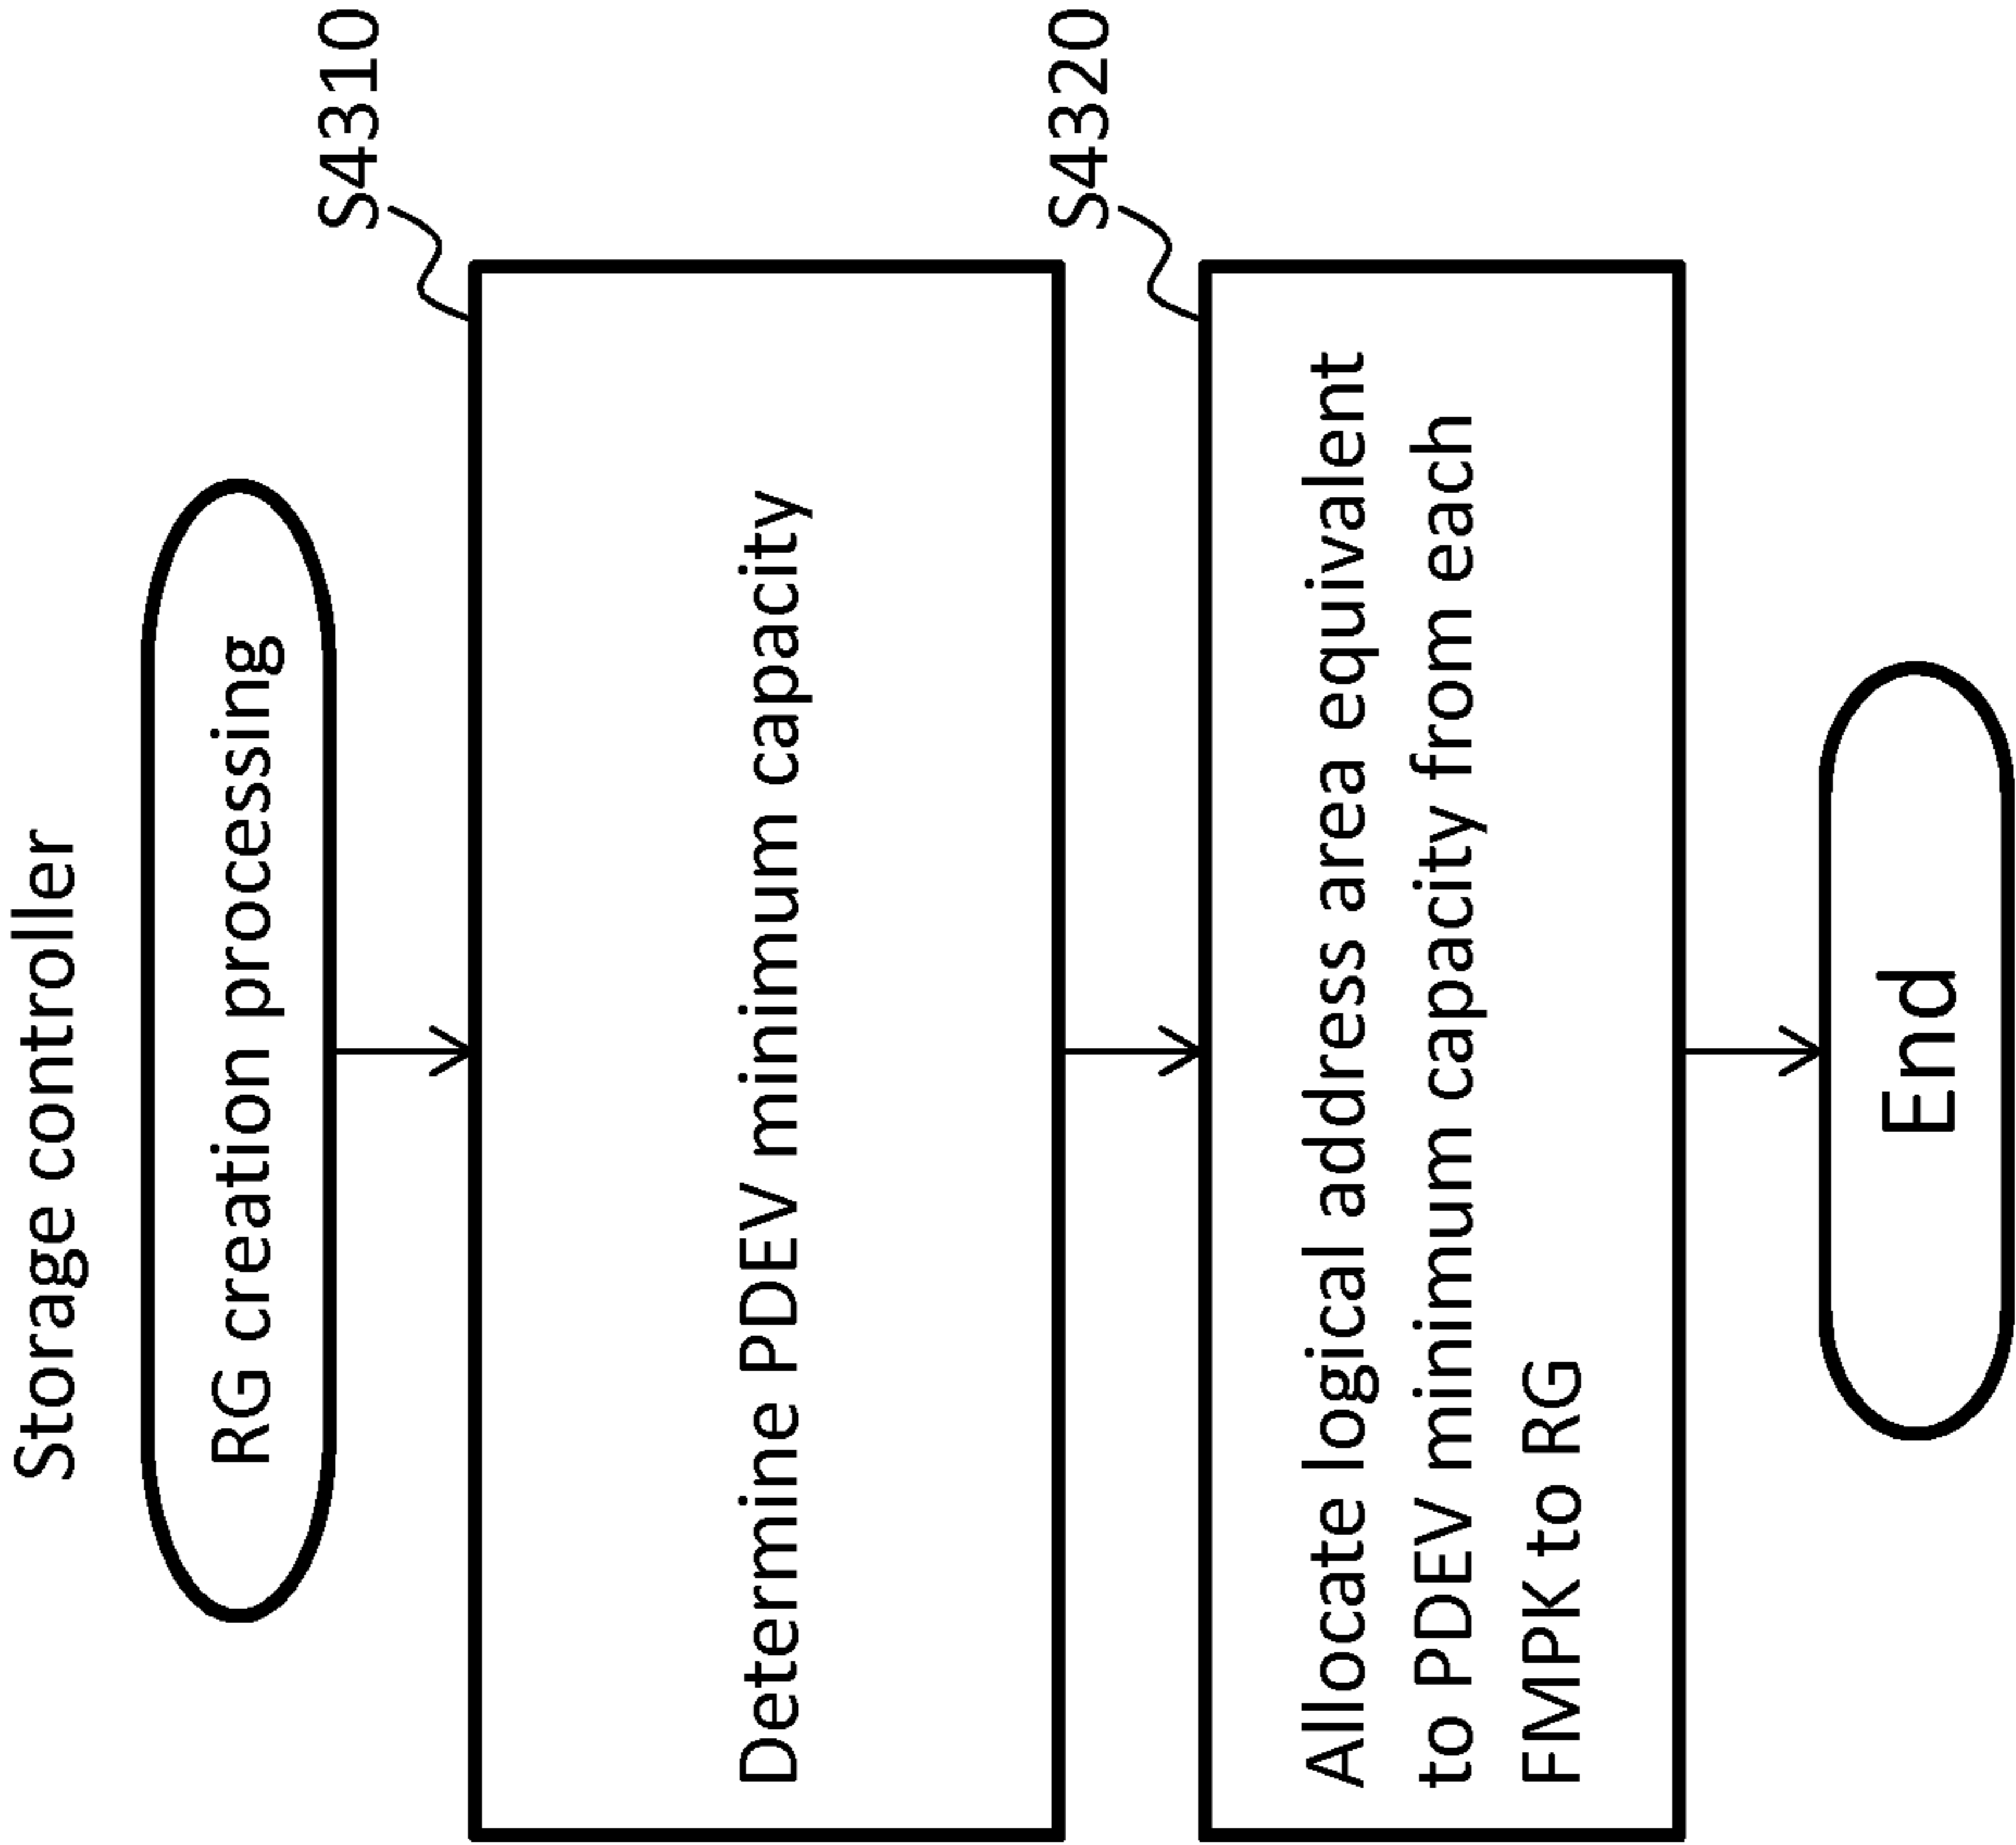 Storage controller
RG creation processing
S4310
Determine PDEV minimum capacity
S4320
Allocate logical address area equivalent
to PDEV minimum capacity from each
FMPK to RG
End